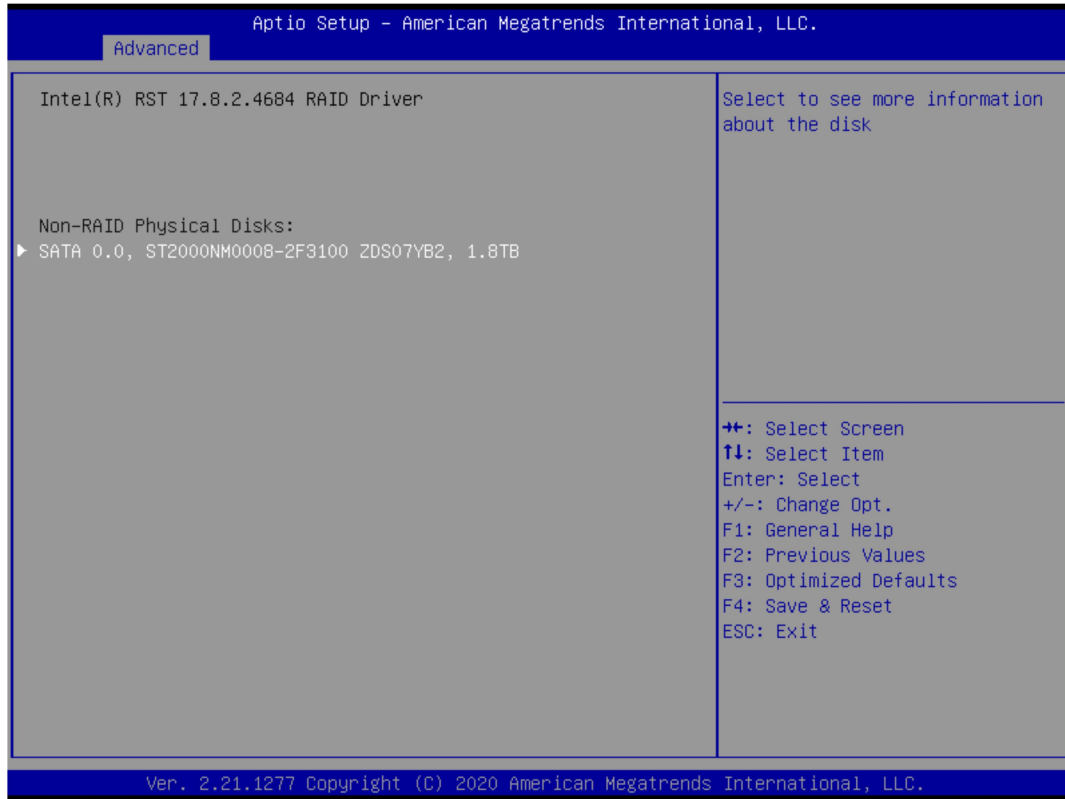 Aptio Setup – American Megatrends International, LLC.
Advanced
Intel(R) RST 17.8.2.4684 RAID Driver
Non-RAID Physical Disks:
▶ SATA 0.0, ST2000NM0008-2F3100 ZDS07YB2, 1.8TB
Select to see more information
about the disk
→←: Select Screen
↑↓: Select Item
Enter: Select
+/-: Change Opt.
F1: General Help
F2: Previous Values
F3: Optimized Defaults
F4: Save & Reset
ESC: Exit
Ver. 2.21.1277 Copyright (C) 2020 American Megatrends International, LLC.